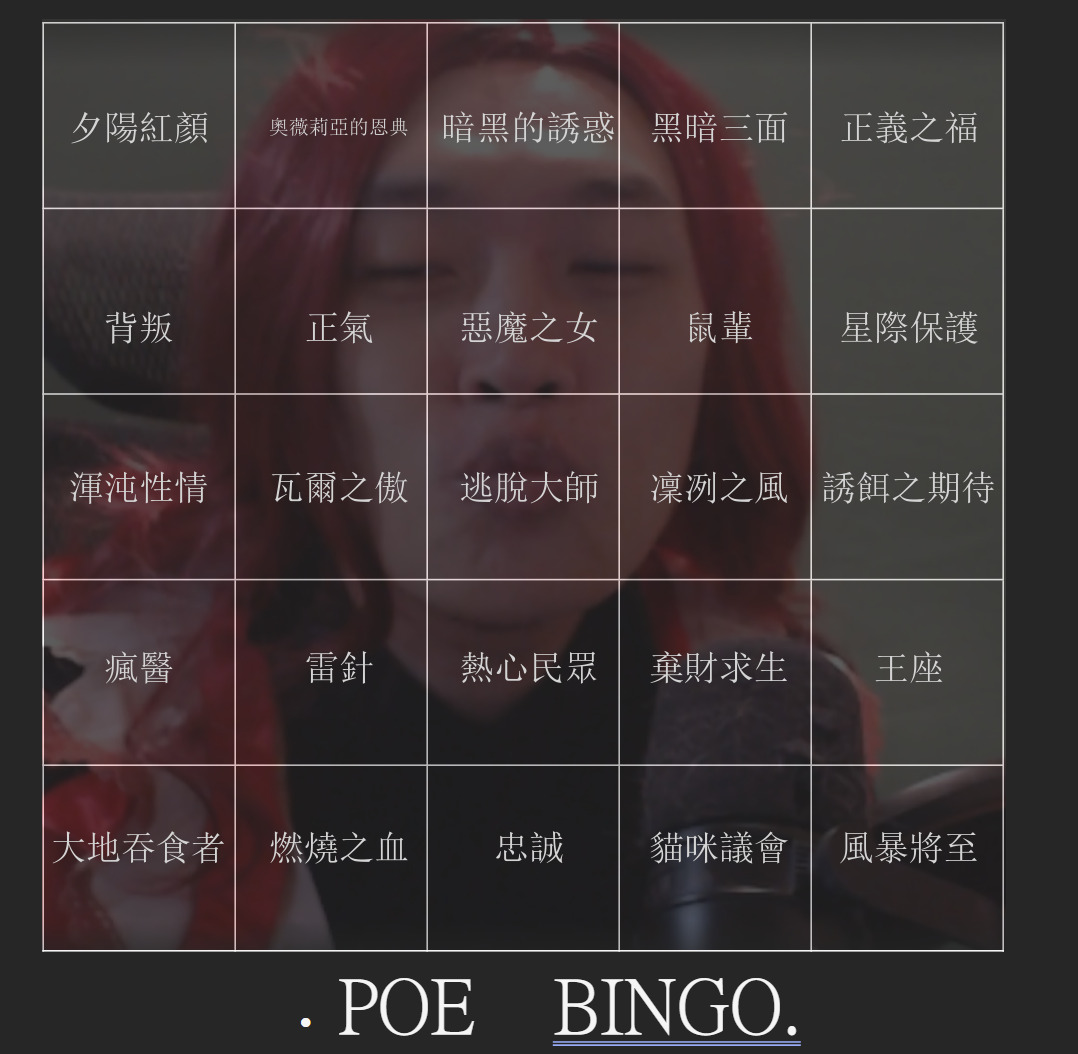 夕陽紅顏 奧薇莉亞的恩典 暗黑的誘惑 黑暗三面 正義之福
背叛 正氣 惡魔之女 鼠輩 星際保護
渾沌性情 瓦爾之傲 逃脫大師 凜冽之風 誘餌之期待
瘋醫 雷針 熱心民眾 棄財求生 王座
大地吞食者 燃燒之血 忠誠 貓咪議會 風暴將至
. POE BINGO.